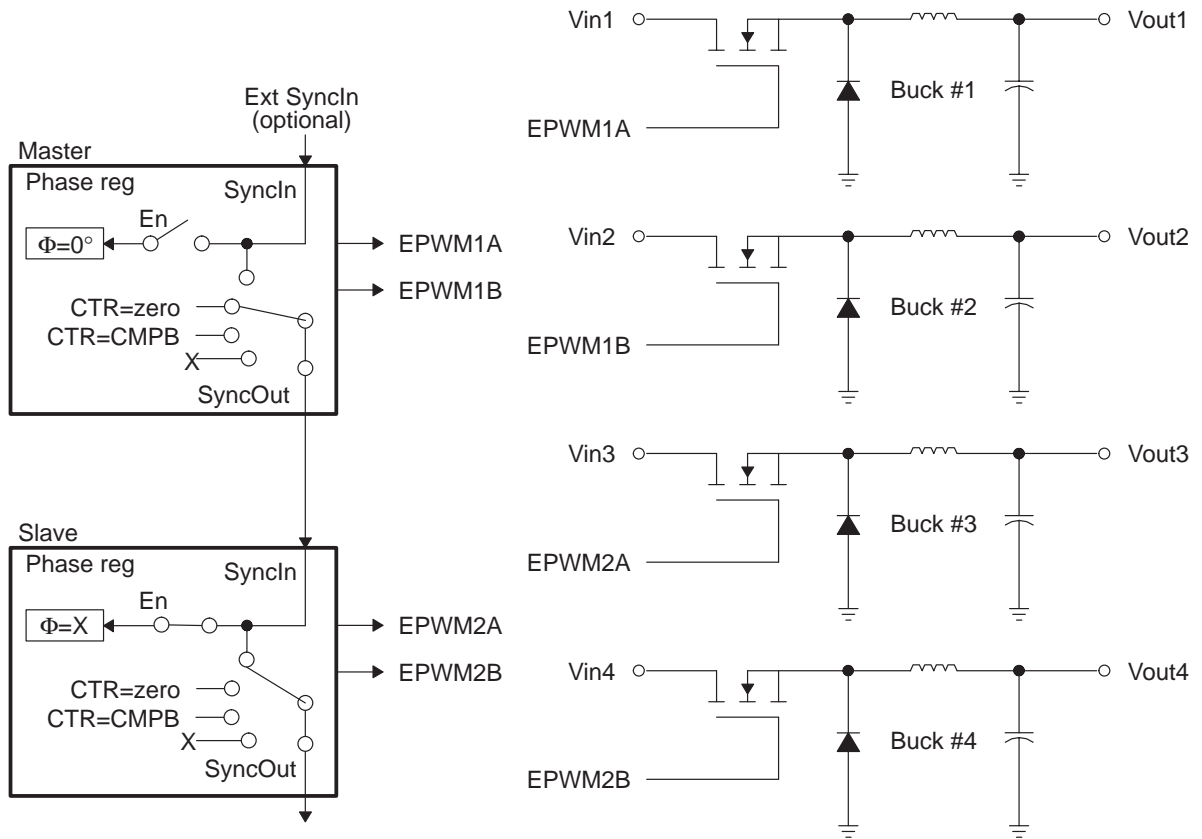 Ext SyncIn
(optional)
Master
Phase reg
SyncIn
En
Φ=0°
EPWM1A
EPWM1B
CTR=zero
CTR=CMPB
X
SyncOut
Slave
Phase reg
SyncIn
En
Φ=X
EPWM2A
EPWM2B
CTR=zero
CTR=CMPB
X
SyncOut
Vin1
Vout1
Buck #1
EPWM1A
Vin2
Vout2
Buck #2
EPWM1B
Vin3
Vout3
Buck #3
EPWM2A
Vin4
Vout4
Buck #4
EPWM2B